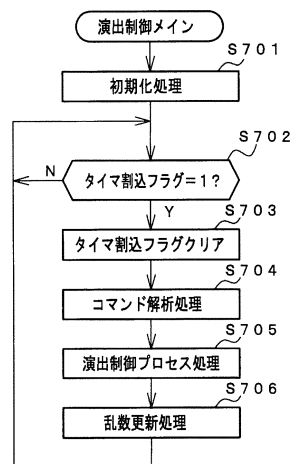 演出制御メイン
S701
初期化処理
S702
タイマ割込フラグ=1?
N
Y
S703
タイマ割込フラグクリア
S704
コマンド解析処理
S705
演出制御プロセス処理
S706
乱数更新処理